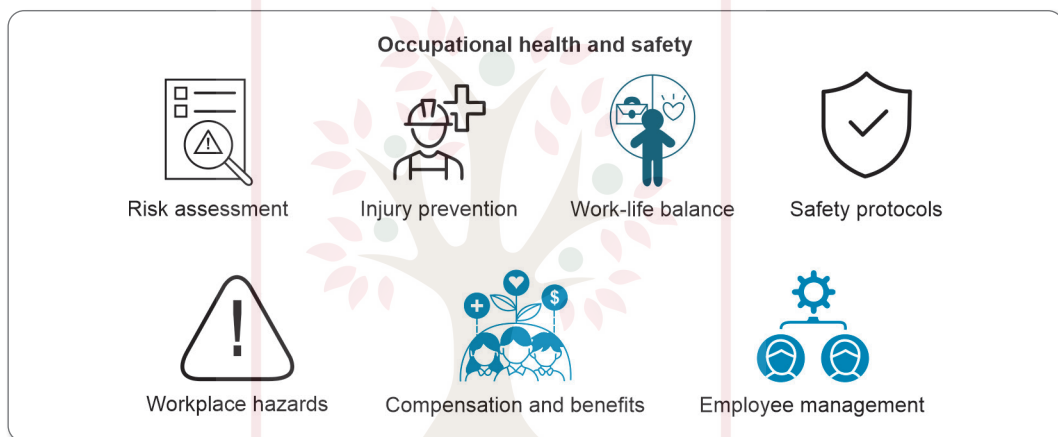 Occupational health and safety
Risk assessment
Injury prevention
Work-life balance
Safety protocols
Workplace hazards
Compensation and benefits
Employee management